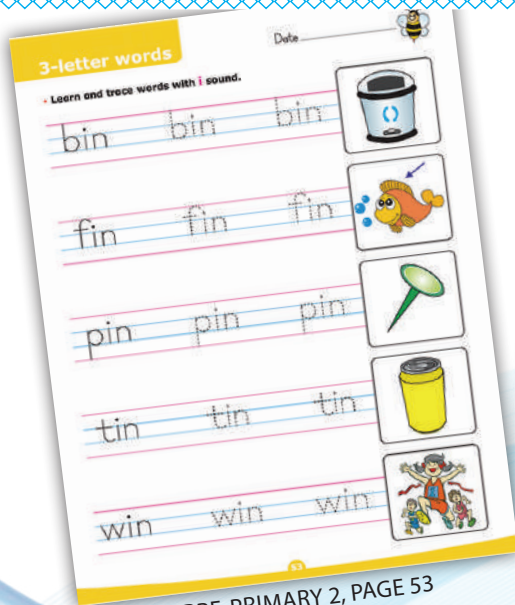 Date
3-letter words
• Learn and trace words with i sound.
bin bin bin
fin fin fin
pin pin pin
tin tin tin
win win win
53
PRE-PRIMARY 2, PAGE 53